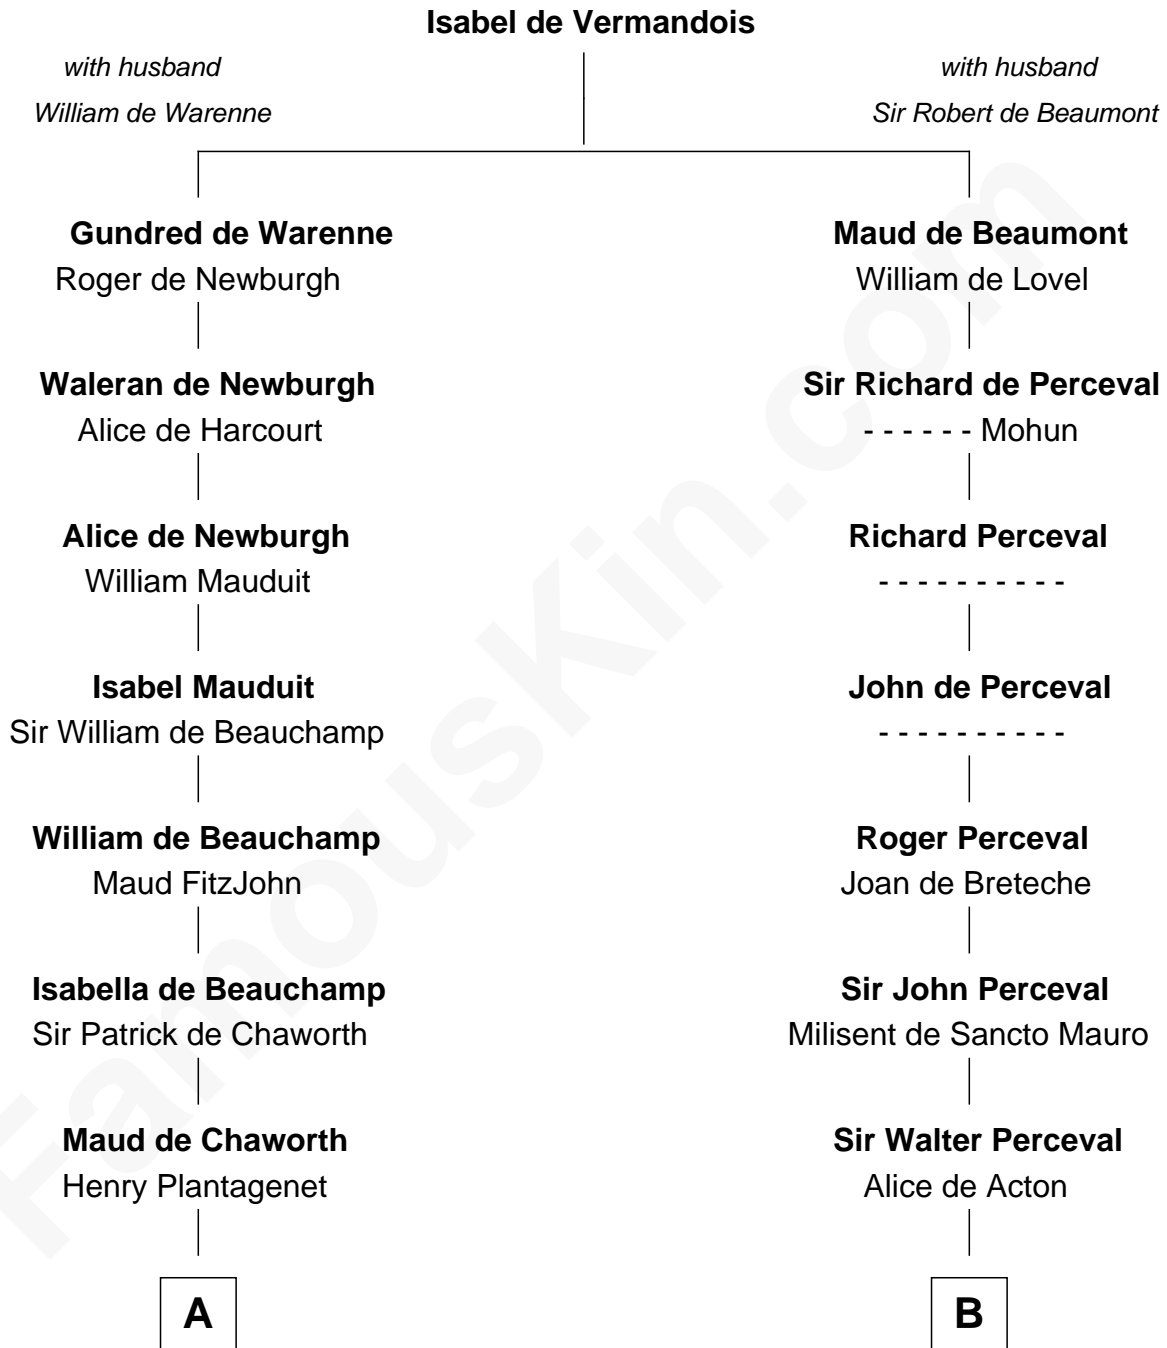 Isabel de Vermandois
with husband
William de Warenne
with husband
Sir Robert de Beaumont
Gundred de Warenne
Roger de Newburgh
Maud de Beaumont
William de Lovel
Waleran de Newburgh
Alice de Harcourt
Sir Richard de Perceval
- - - - - - Mohun
Alice de Newburgh
William Mauduit
Richard Perceval
- - - - - - - - - -
Isabel Mauduit
Sir William de Beauchamp
John de Perceval
- - - - - - - - - -
William de Beauchamp
Maud FitzJohn
Roger Perceval
Joan de Breteche
Isabella de Beauchamp
Sir Patrick de Chaworth
Sir John Perceval
Milisent de Sancto Mauro
Maud de Chaworth
Henry Plantagenet
Sir Walter Perceval
Alice de Acton
A
B
FamousKin.com